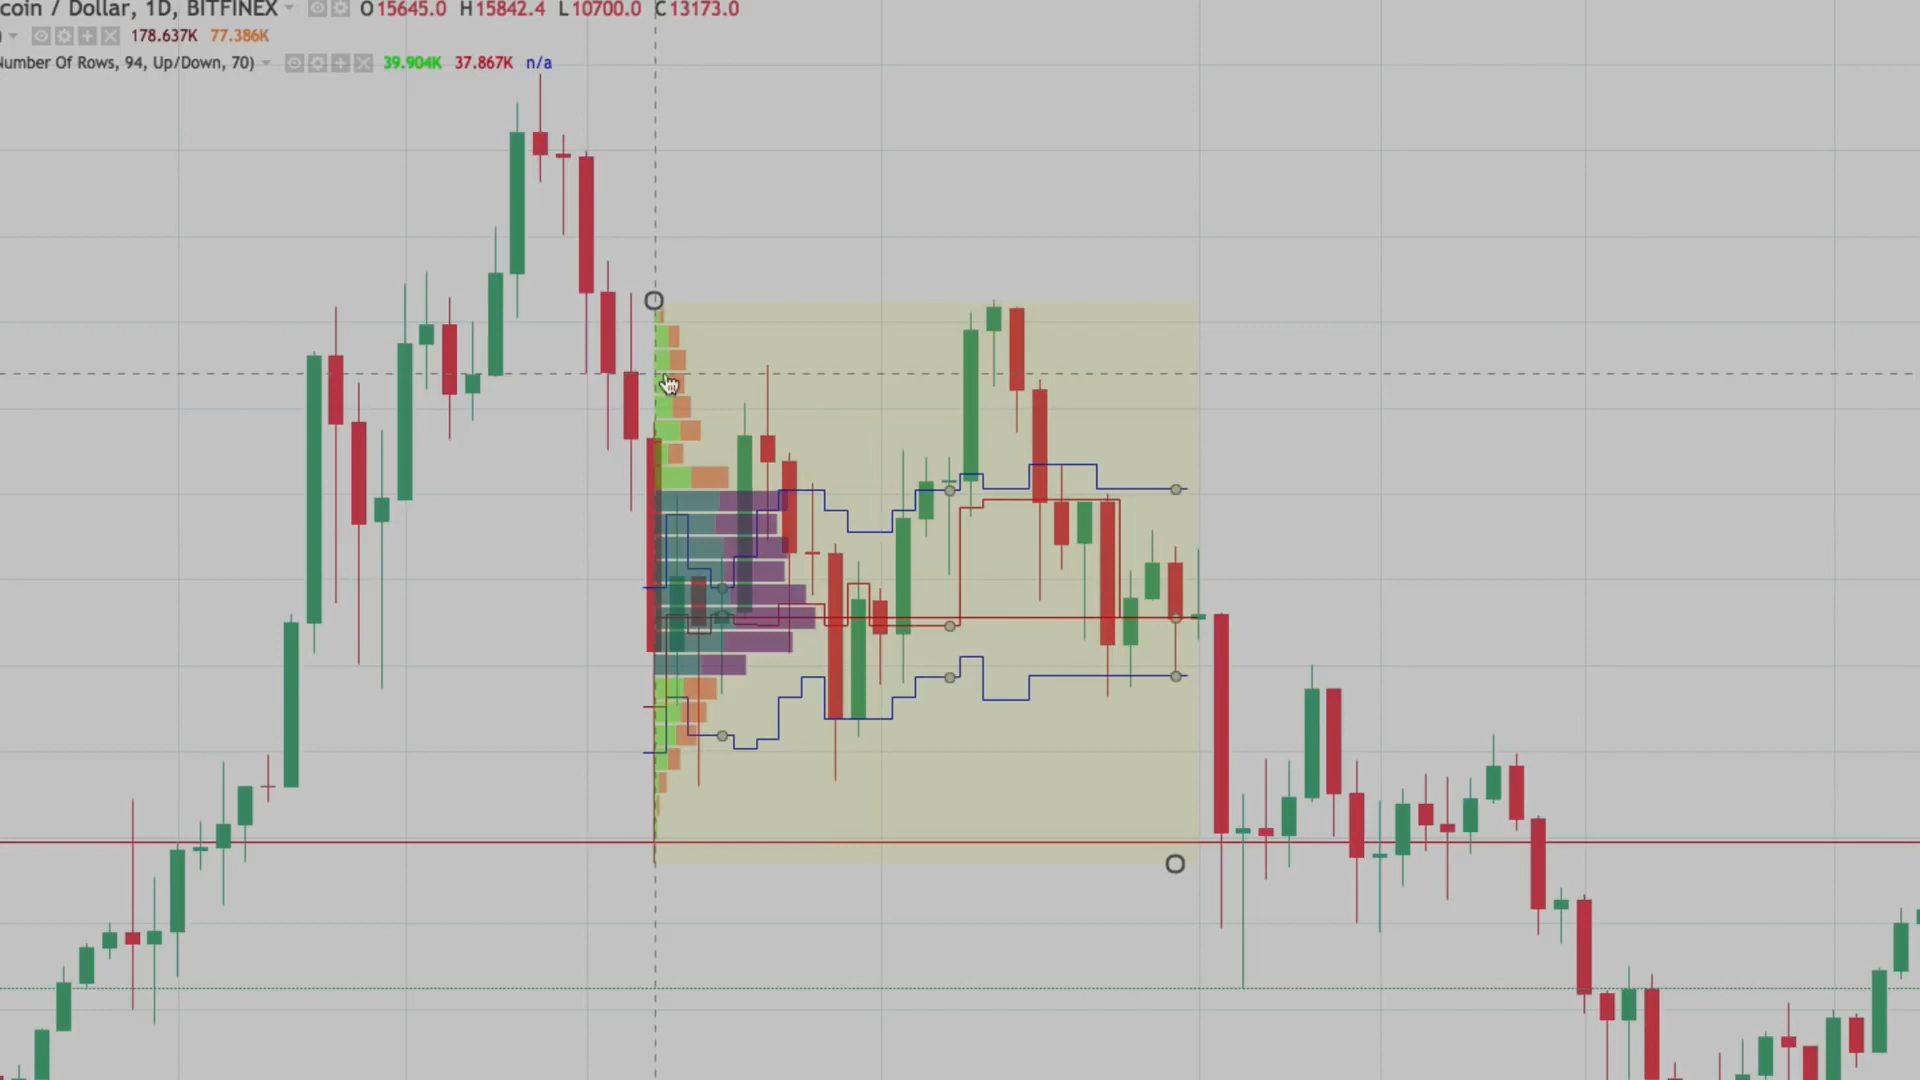 coin / Dollar, 1D, BITFINEX O15645.0 H15842.4 L10700.0 C13173.0
) 178.637K 77.386K
Number Of Rows, 94, Up/Down, 70) 39.904K 37.867K n/a